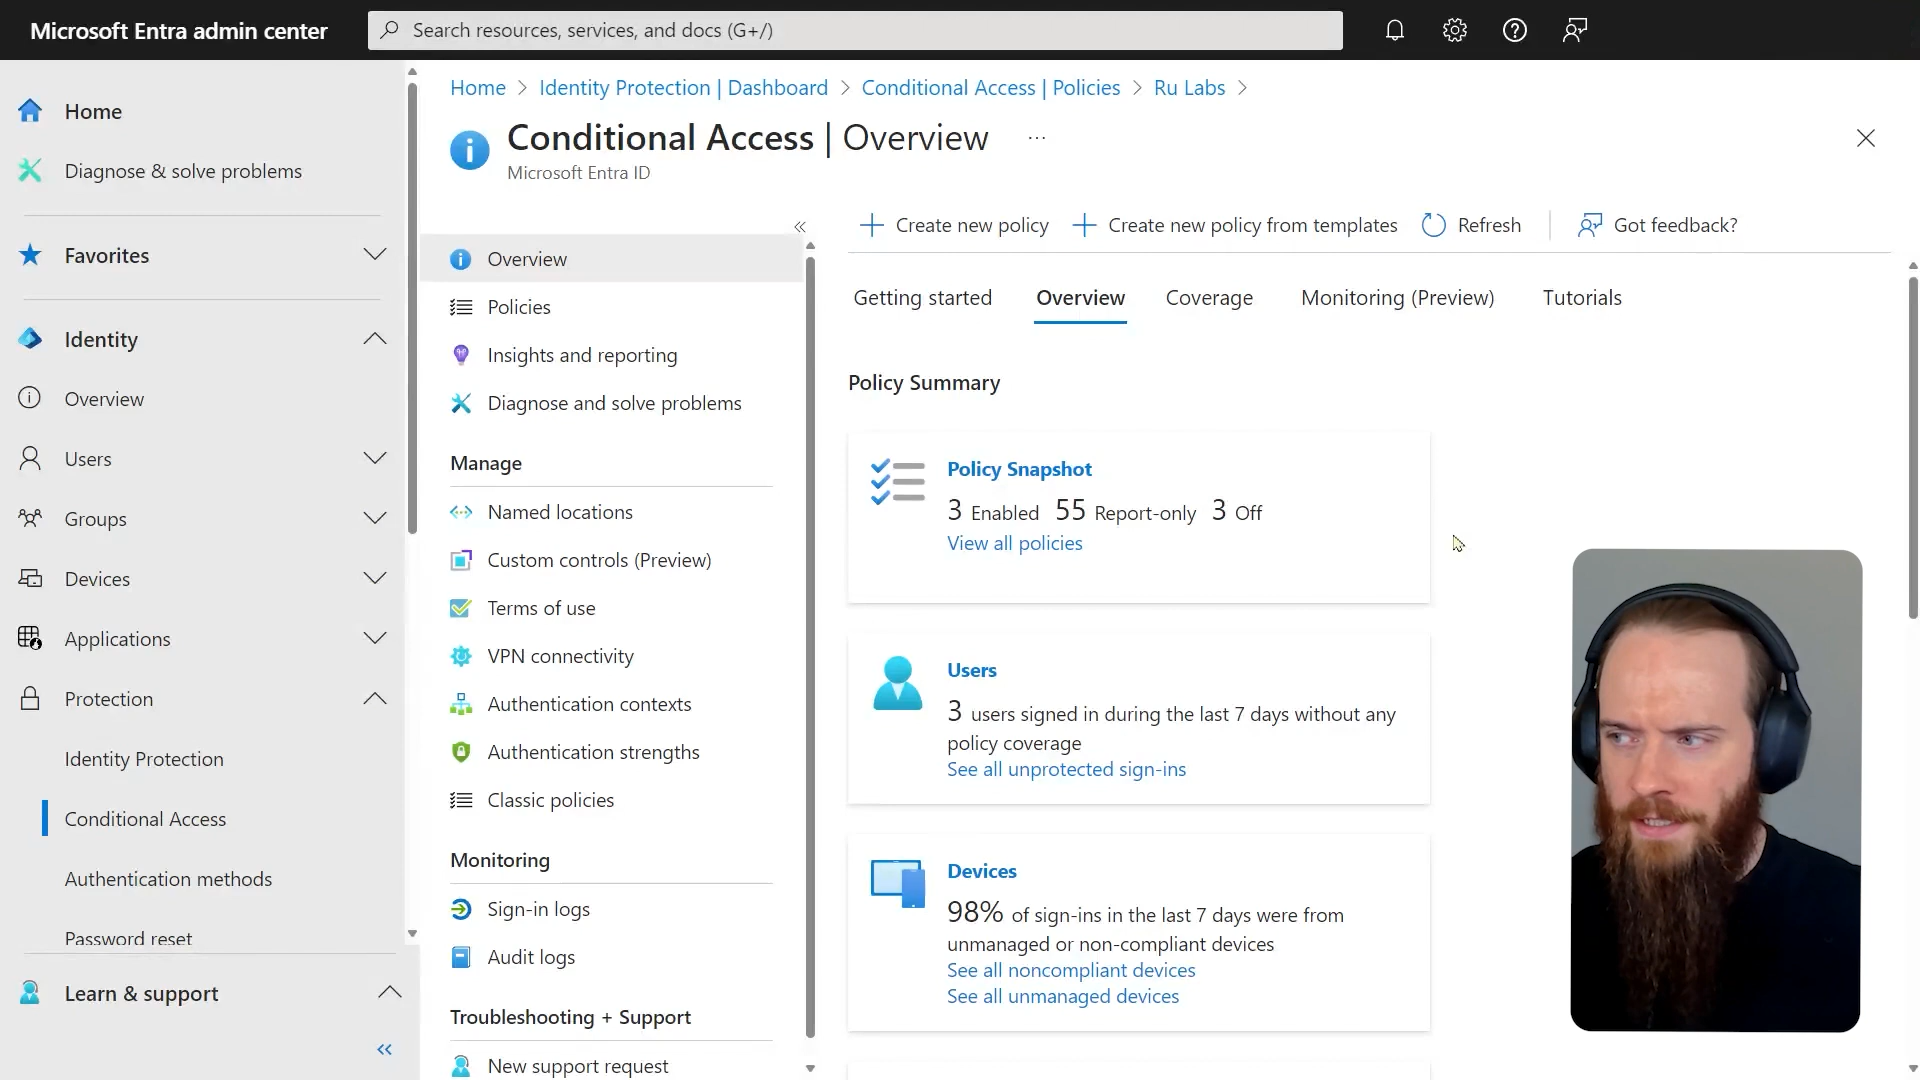 Microsoft Entra admin center
Search resources, services, and docs (G+/)
Home
Diagnose & solve problems
Favorites
Identity
Overview
Users
Groups
Devices
Applications
Protection
Identity Protection
Conditional Access
Authentication methods
Password reset
Learn & support
Home > Identity Protection | Dashboard > Conditional Access | Policies > Ru Labs >
Conditional Access | Overview ...
Microsoft Entra ID
Overview
Policies
Insights and reporting
Diagnose and solve problems
Manage
Named locations
Custom controls (Preview)
Terms of use
VPN connectivity
Authentication contexts
Authentication strengths
Classic policies
Monitoring
Sign-in logs
Audit logs
Troubleshooting + Support
New support request
Create new policy
Create new policy from templates
Refresh
Got feedback?
Getting started
Overview
Coverage
Monitoring (Preview)
Tutorials
Policy Summary
Policy Snapshot
3 Enabled 55 Report-only 3 Off
View all policies
Users
3 users signed in during the last 7 days without any
policy coverage
See all unprotected sign-ins
Devices
98% of sign-ins in the last 7 days were from
unmanaged or non-compliant devices
See all noncompliant devices
See all unmanaged devices